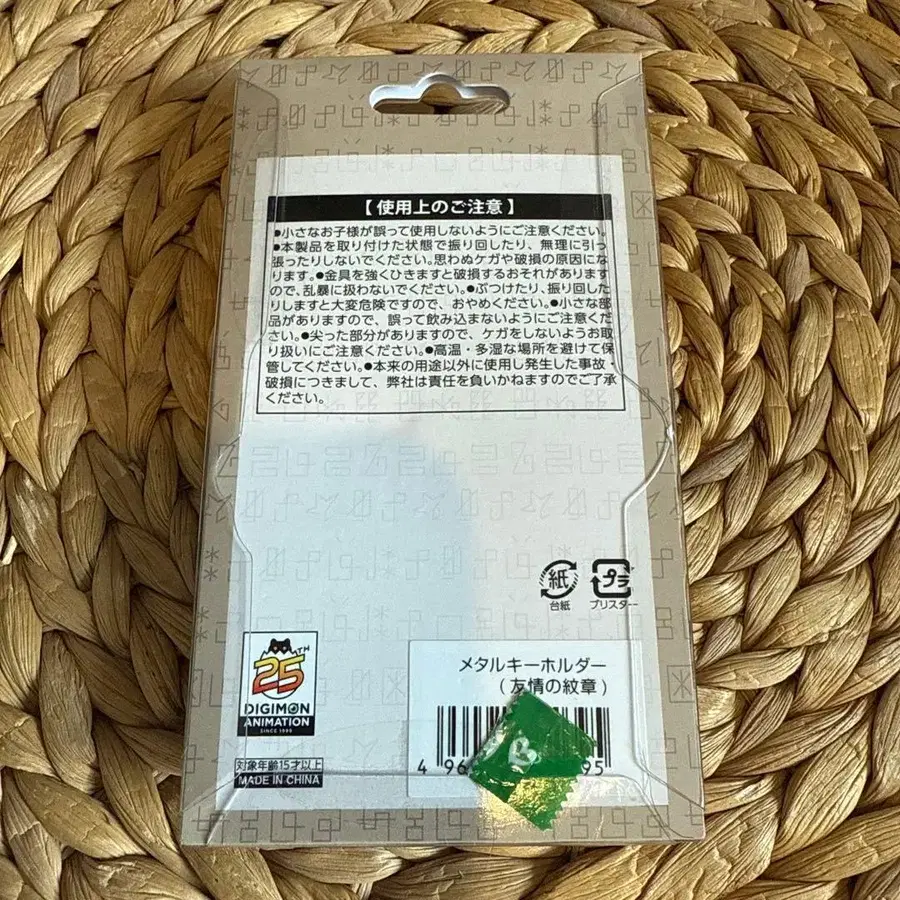 【使用上のご注意】
●小さなお子様が誤って使用しないようにご注意ください。
●本製品を取り付けた状態で振り回したり、無理に引っ
張ったりしないでください。思わぬケガや破損の原因にな
ります。●金具を強くひきますと破損するおそれがあります
ので、乱暴に扱わないでください。●ぶつけたり、振り回した
りしますと大変危険ですので、おやめください。●小さな部
品がありますので、誤って飲み込まないようにご注意くださ
い。●尖った部分がありますので、ケガをしないようお取
り扱いにご注意ください。●高温・多湿な場所を避けて保
管してください。●本来の用途以外に使用し発生した事故・
破損につきまして、弊社は責任を負いかねますのでご了承
ください。
紙
プラ
台紙
ブリスター
25TH
DIGIMON
ANIMATION
SINCE 1999
対象年齢15才以上
MADE IN CHINA
メタルキーホルダー
(友情の紋章)
4 96
95